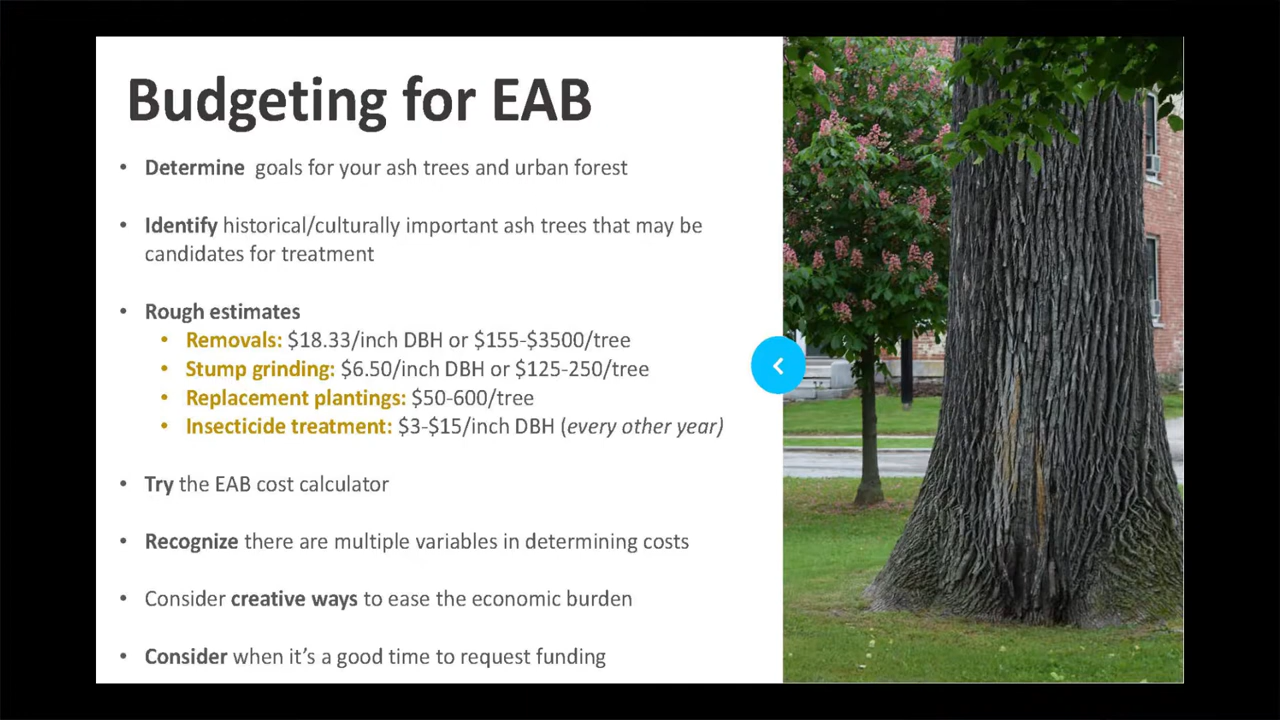 Budgeting for EAB
• Determine goals for your ash trees and urban forest
• Identify historical/culturally important ash trees that may be
candidates for treatment
• Rough estimates
• Removals: $18.33/inch DBH or $155-$3500/tree
• Stump grinding: $6.50/inch DBH or $125-250/tree
• Replacement plantings: $50-600/tree
• Insecticide treatment: $3-$15/inch DBH (every other year)
• Try the EAB cost calculator
• Recognize there are multiple variables in determining costs
• Consider creative ways to ease the economic burden
• Consider when it’s a good time to request funding